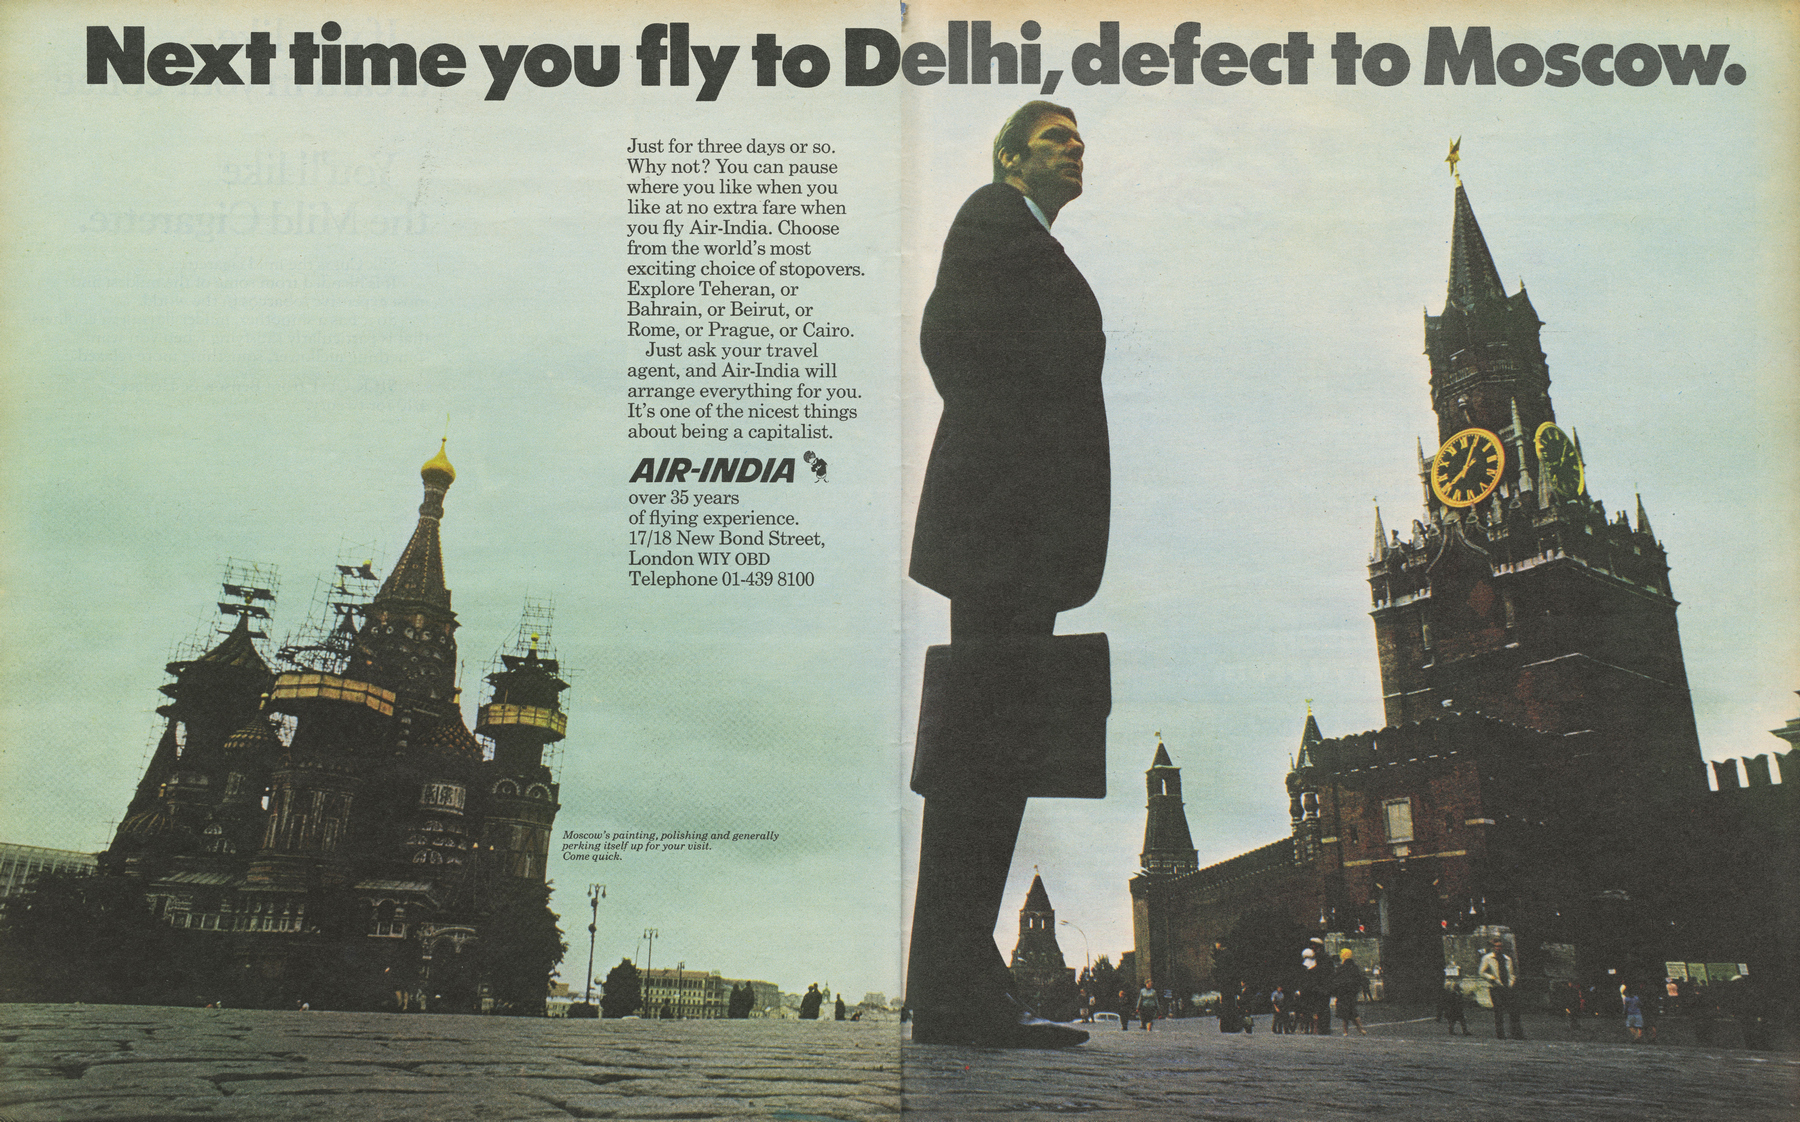 Next time you fly to Delhi, defect to Moscow.
Just for three days or so.
Why not? You can pause
where you like when you
like at no extra fare when
you fly Air-India. Choose
from the world's most
exciting choice of stopovers.
Explore Teheran, or
Bahrain, or Beirut, or
Rome, or Prague, or Cairo.
Just ask your travel
agent, and Air-India will
arrange everything for you.
It's one of the nicest things
about being a capitalist.
AIR-INDIA
over 35 years
of flying experience.
17/18 New Bond Street,
London WIY OBD
Telephone 01-439 8100
Moscow's painting, polishing and generally
perking itself up for your visit.
Come quick.